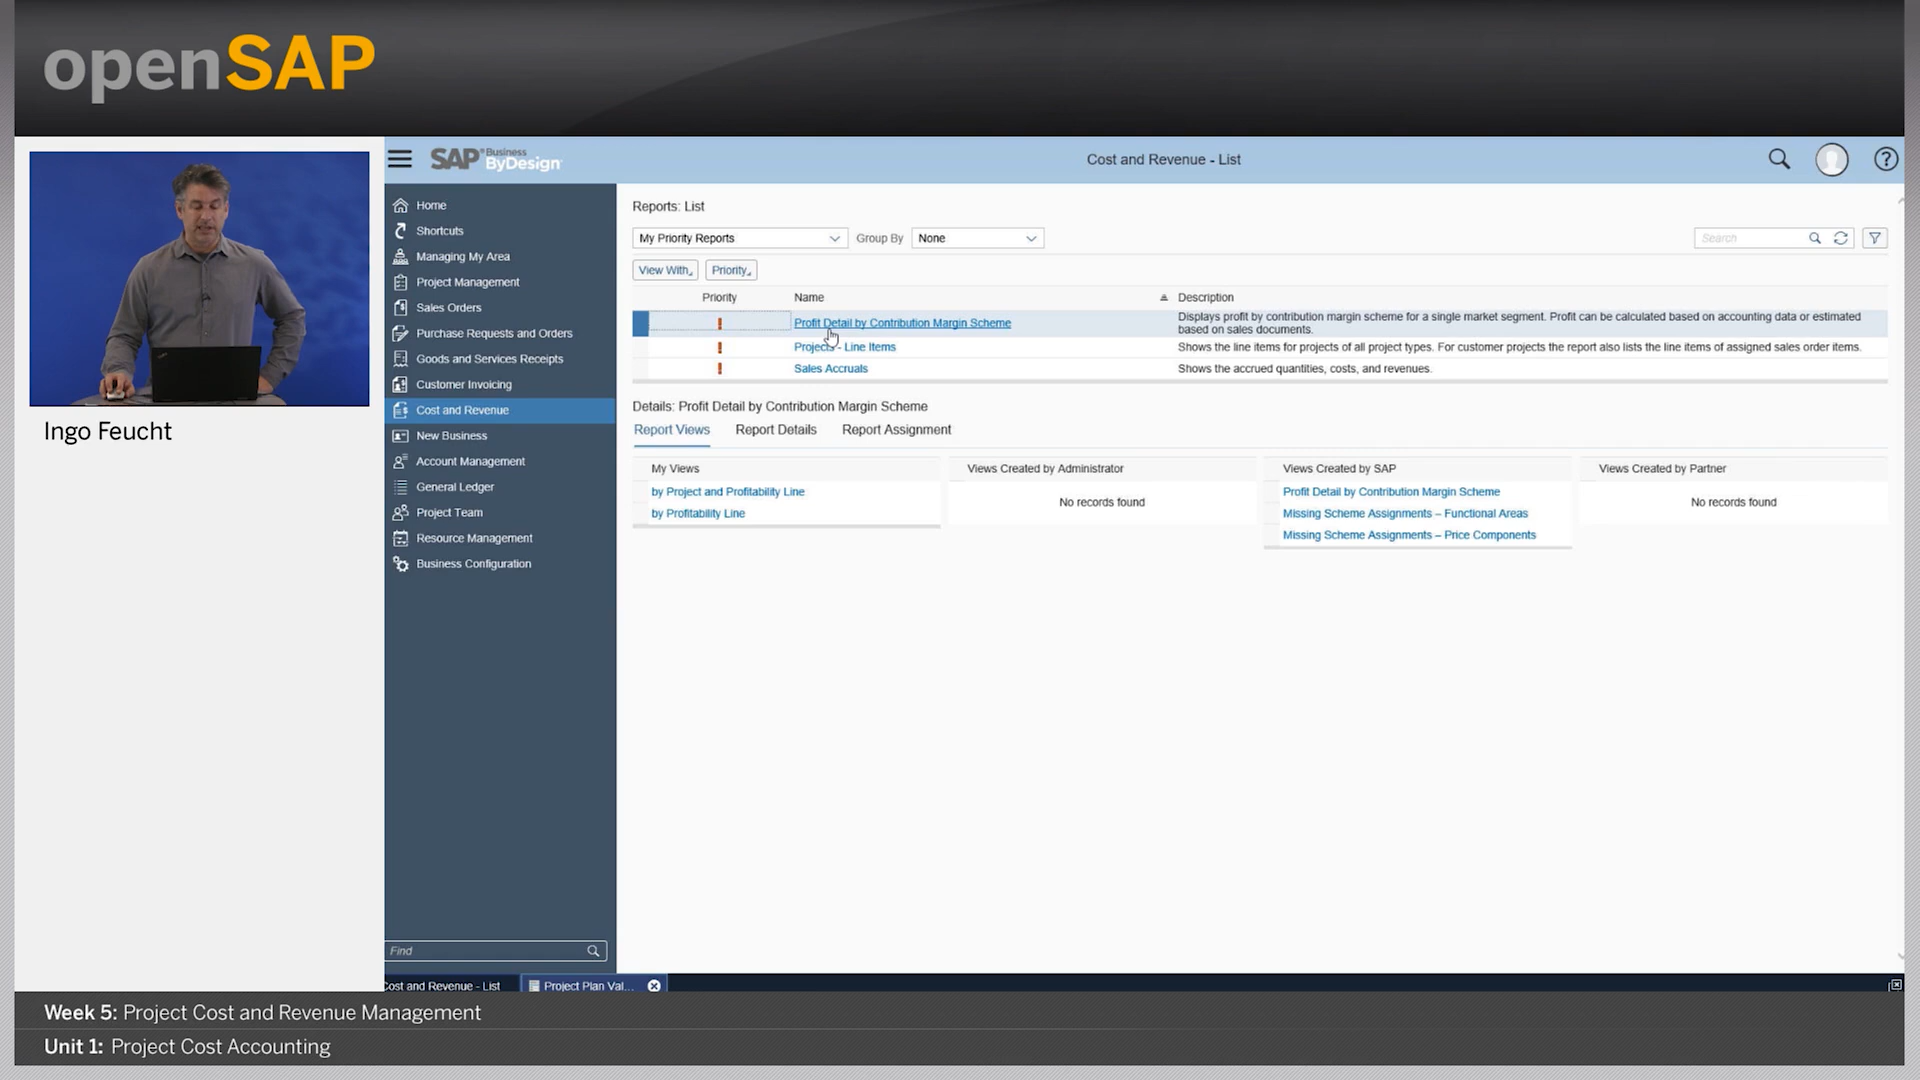 openSAP
SAP Business ByDesign
Cost and Revenue - List
Ingo Feucht
Home
Shortcuts
Managing My Area
Project Management
Sales Orders
Purchase Requests and Orders
Goods and Services Receipts
Customer Invoicing
Cost and Revenue
New Business
Account Management
General Ledger
Project Team
Resource Management
Business Configuration
Find
Reports: List
My Priority Reports Group By None Search
View With Priority
Priority Name Description
! Profit Detail by Contribution Margin Scheme Displays profit by contribution margin scheme for a single market segment. Profit can be calculated based on accounting data or estimated
based on sales documents.
! Projects - Line Items Shows the line items for projects of all project types. For customer projects the report also lists the line items of assigned sales order items.
! Sales Accruals Shows the accrued quantities, costs, and revenues.
Details: Profit Detail by Contribution Margin Scheme
Report Views Report Details Report Assignment
My Views Views Created by Administrator Views Created by SAP Views Created by Partner
by Project and Profitability Line No records found Profit Detail by Contribution Margin Scheme No records found
by Profitability Line Missing Scheme Assignments – Functional Areas
Missing Scheme Assignments – Price Components
Cost and Revenue - List Project Plan Val...
Week 5: Project Cost and Revenue Management
Unit 1: Project Cost Accounting